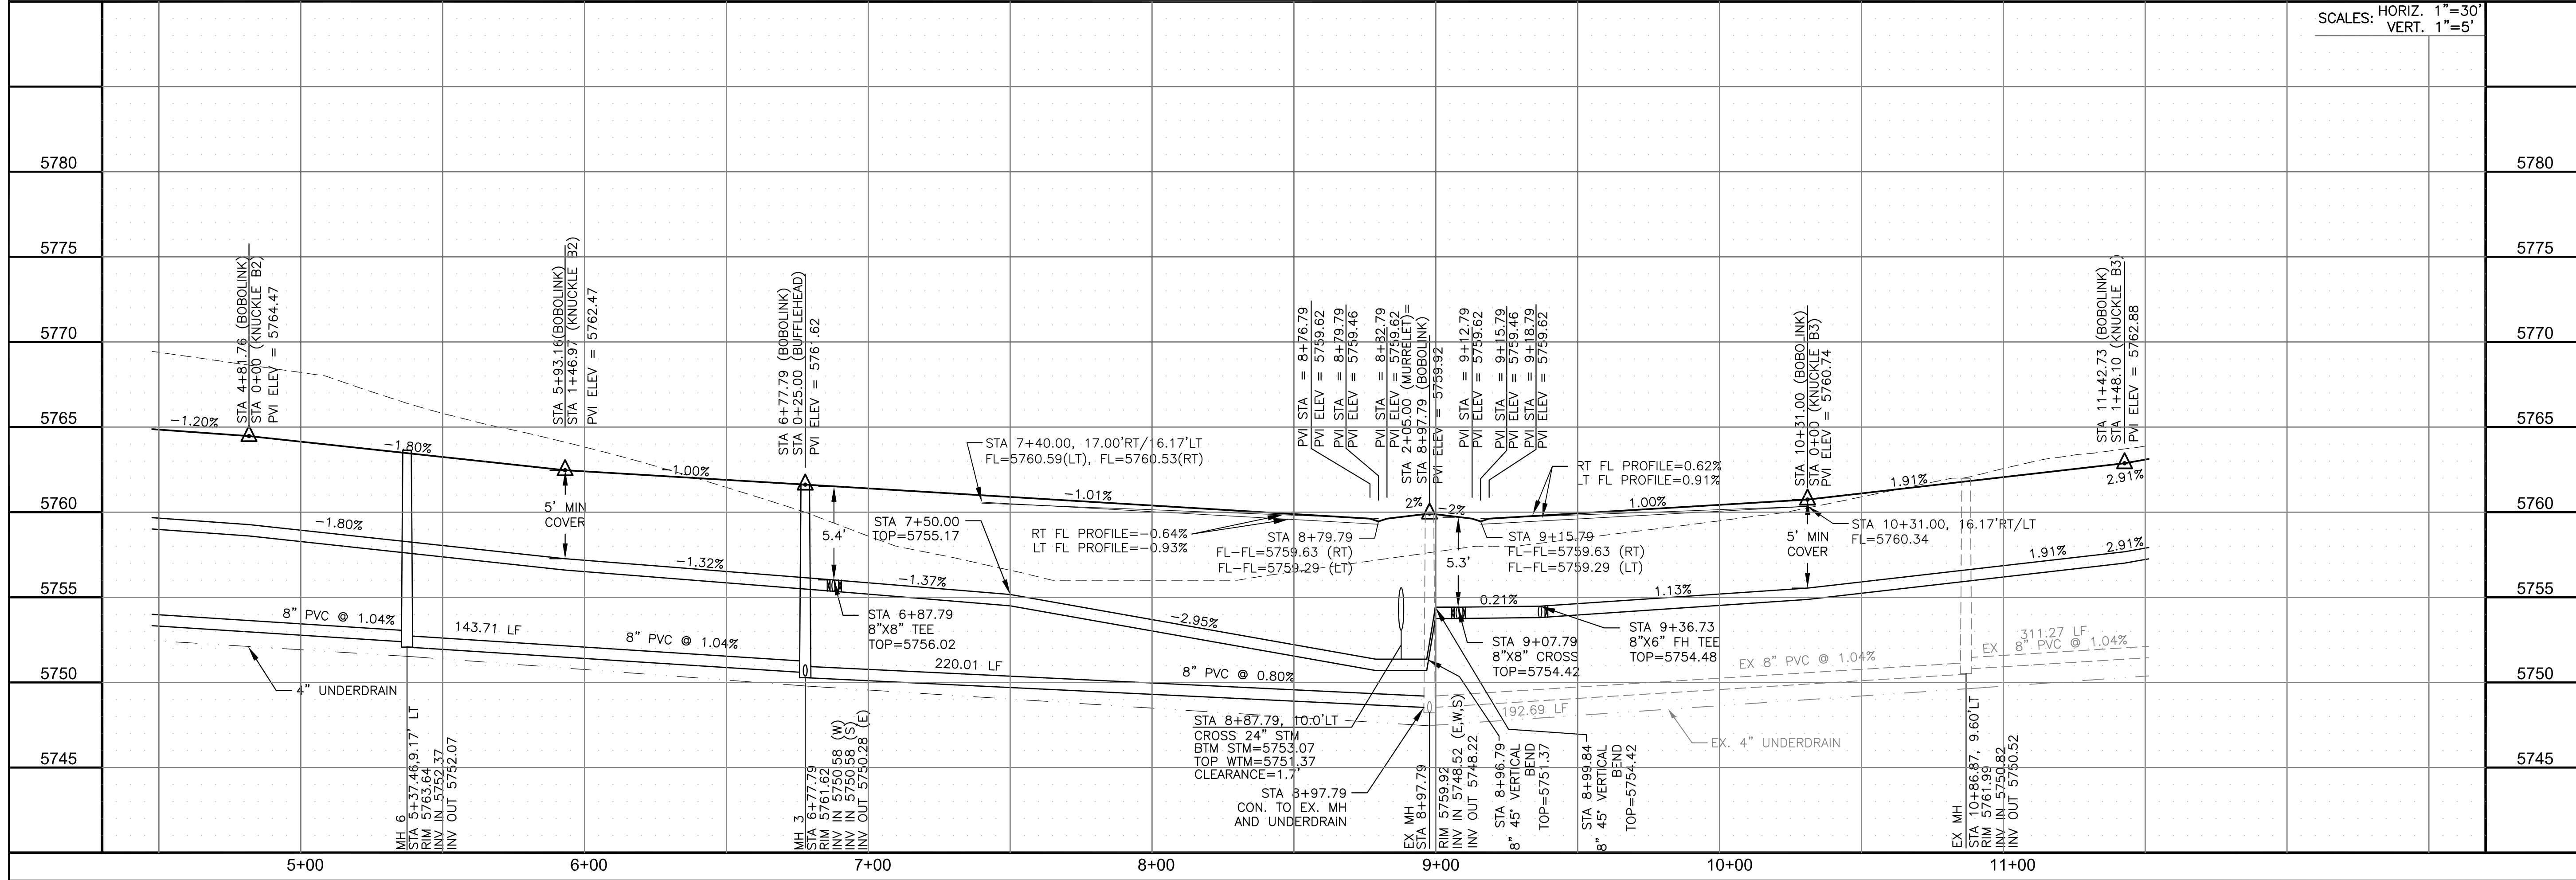 SCALES: HORIZ. 1"=30'
VERT. 1"=5'
5780
5775
5770
5765
5760
5755
5750
5745
5780
5775
5770
5765
5760
5755
5750
5745
STA 4+81.76 (BOBOLINK)
STA 0+00 (KNUCKLE B2)
PVI ELEV = 5764.47
STA 5+93.16(BOBOLINK)
STA 1+46.97 (KNUCKLE B2)
PVI ELEV = 5762.47
STA 6+77.79 (BOBOLINK)
STA 0+25.00 (BUFFLEHEAD)
PVI ELEV = 5761.62
PVI STA = 8+76.79
PVI ELEV = 5759.62
PVI STA = 8+79.79
PVI ELEV = 5759.46
PVI STA = 8+82.79
PVI ELEV = 5759.62
STA 2+05.00 (MURRELET)=
STA 8+97.79 (BOBOLINK)
PVI ELEV = 5759.92
PVI STA = 9+12.79
PVI ELEV = 5759.62
PVI STA = 9+15.79
PVI ELEV = 5759.46
PVI STA = 9+18.79
PVI ELEV = 5759.62
STA 10+31.00 (BOBOLINK)
STA 0+00 (KNUCKLE B3)
PVI ELEV = 5760.74
STA 11+42.73 (BOBOLINK)
STA 1+48.10 (KNUCKLE B3)
PVI ELEV = 5762.88
-1.20%
-1.80%
-1.00%
-1.01%
2%
-2%
1.00%
1.91%
2.91%
STA 7+40.00, 17.00'RT/16.17'LT
FL=5760.59(LT), FL=5760.53(RT)
RT FL PROFILE=0.62%
LT FL PROFILE=0.91%
5' MIN
COVER
5.4'
STA 7+50.00
TOP=5755.17
RT FL PROFILE=-0.64%
LT FL PROFILE=-0.93%
STA 8+79.79
FL-FL=5759.63 (RT)
FL-FL=5759.29 (LT)
5.3'
STA 9+15.79
FL-FL=5759.63 (RT)
FL-FL=5759.29 (LT)
5' MIN
COVER
STA 10+31.00, 16.17'RT/LT
FL=5760.34
-1.80%
-1.32%
-1.37%
-2.95%
0.21%
1.13%
1.91%
2.91%
8" PVC @ 1.04%
143.71 LF
8" PVC @ 1.04%
220.01 LF
8" PVC @ 0.80%
STA 6+87.79
8"X8" TEE
TOP=5756.02
STA 9+07.79
8"X8" CROSS
TOP=5754.42
STA 9+36.73
8"X6" FH TEE
TOP=5754.48
EX 8" PVC @ 1.04%
311.27 LF
EX 8" PVC @ 1.04%
4" UNDERDRAIN
192.69 LF
EX. 4" UNDERDRAIN
STA 8+87.79, 10.0'LT
CROSS 24" STM
BTM STM=5753.07
TOP WTM=5751.37
CLEARANCE=1.7'
STA 8+97.79
CON. TO EX. MH
AND UNDERDRAIN
MH 6
STA 5+37.46,9.17' LT
RIM 5763.64
INV IN 5752.37
INV OUT 5752.07
MH 3
STA 6+77.79
RIM 5761.62
INV IN 5750.58 (W)
INV IN 5750.58 (S)
INV OUT 5750.28 (E)
EX MH
STA 8+97.79
RIM 5759.92
INV IN 5748.52 (E,W,S)
INV OUT 5748.22
STA 8+96.79
8" 45° VERTICAL
BEND
TOP=5751.37
STA 8+99.84
8" 45° VERTICAL
BEND
TOP=5754.42
EX MH
STA 10+86.87, 9.60'LT
RIM 5761.99
INV IN 5750.82
INV OUT 5750.52
5+00
6+00
7+00
8+00
9+00
10+00
11+00